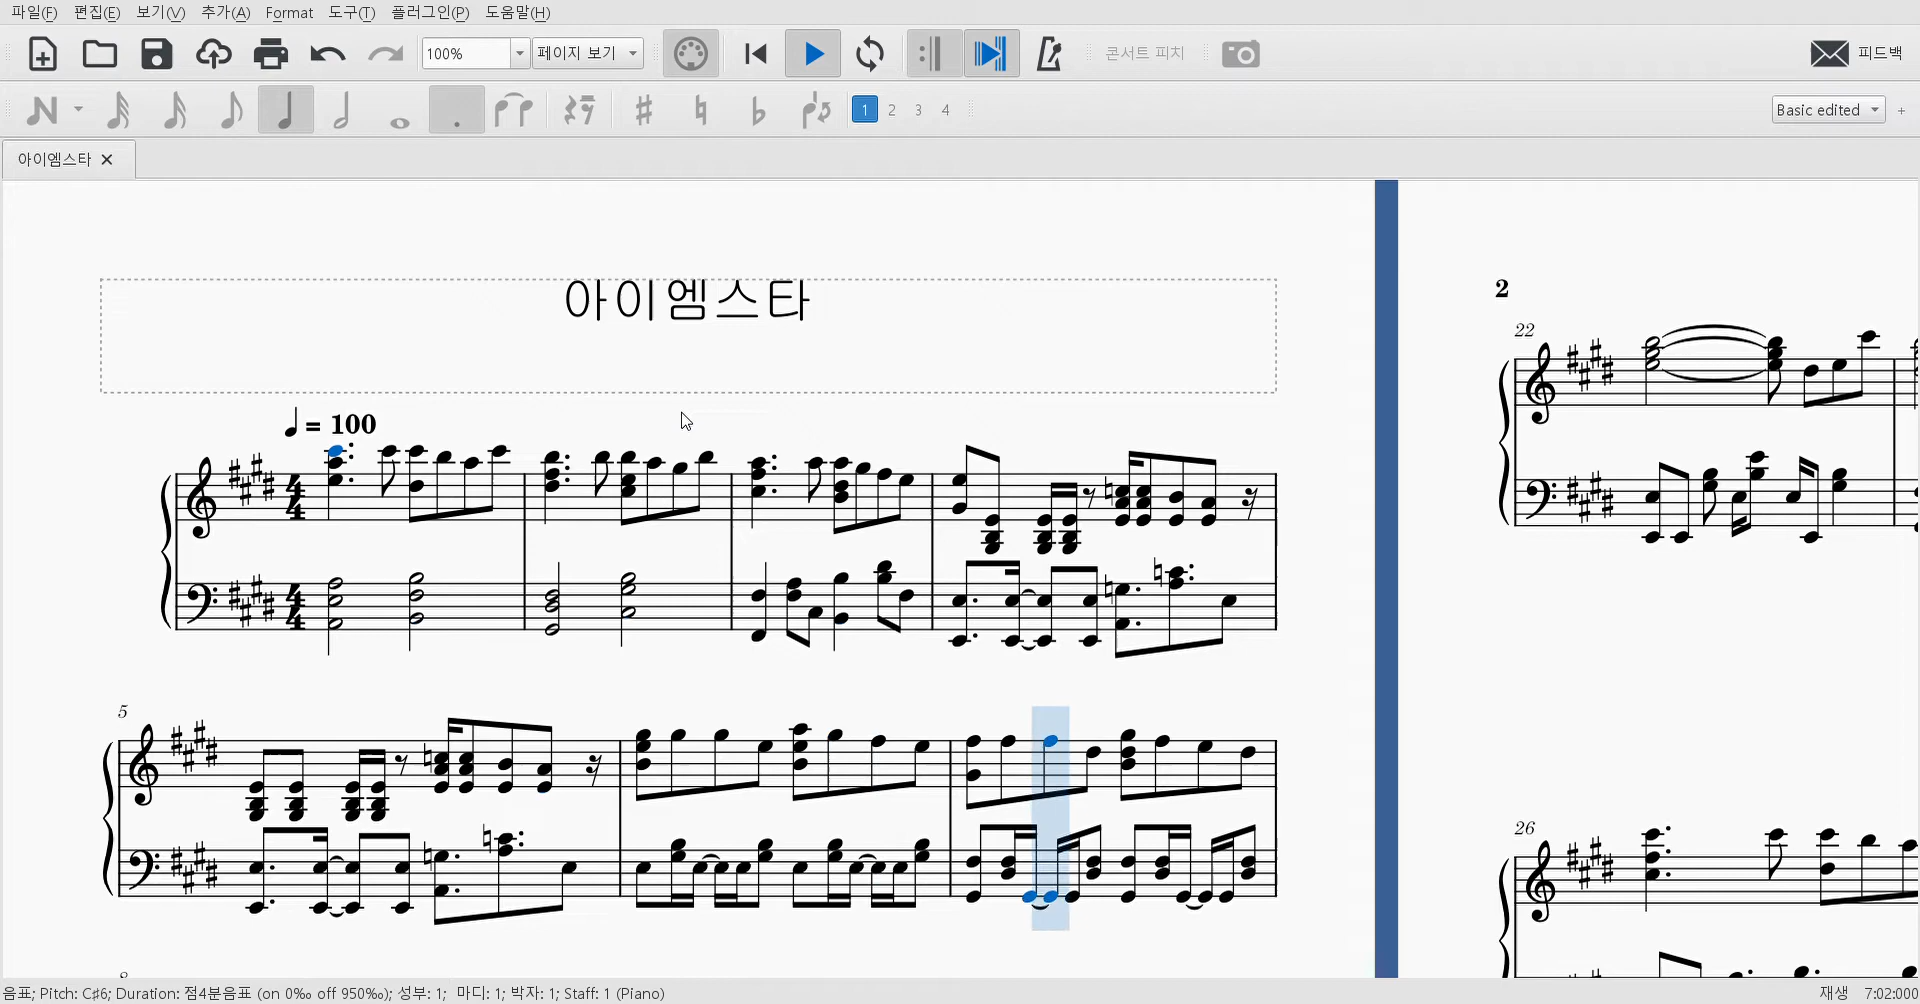 파일(F) 편집(E) 보기(V) 추가(A) Format 도구(T) 플러그인(P) 도움말(H)
100% 페이지 보기 콘서트 피치 피드백
1 2 3 4 Basic edited +
아이엠스타 ×
아이엠스타
= 100
2
22
5
26
음표; Pitch: C♯6; Duration: 점4분음표 (on 0‰ off 950‰); 성부: 1; 마디: 1; 박자: 1; Staff: 1 (Piano) 재생 7:02:000